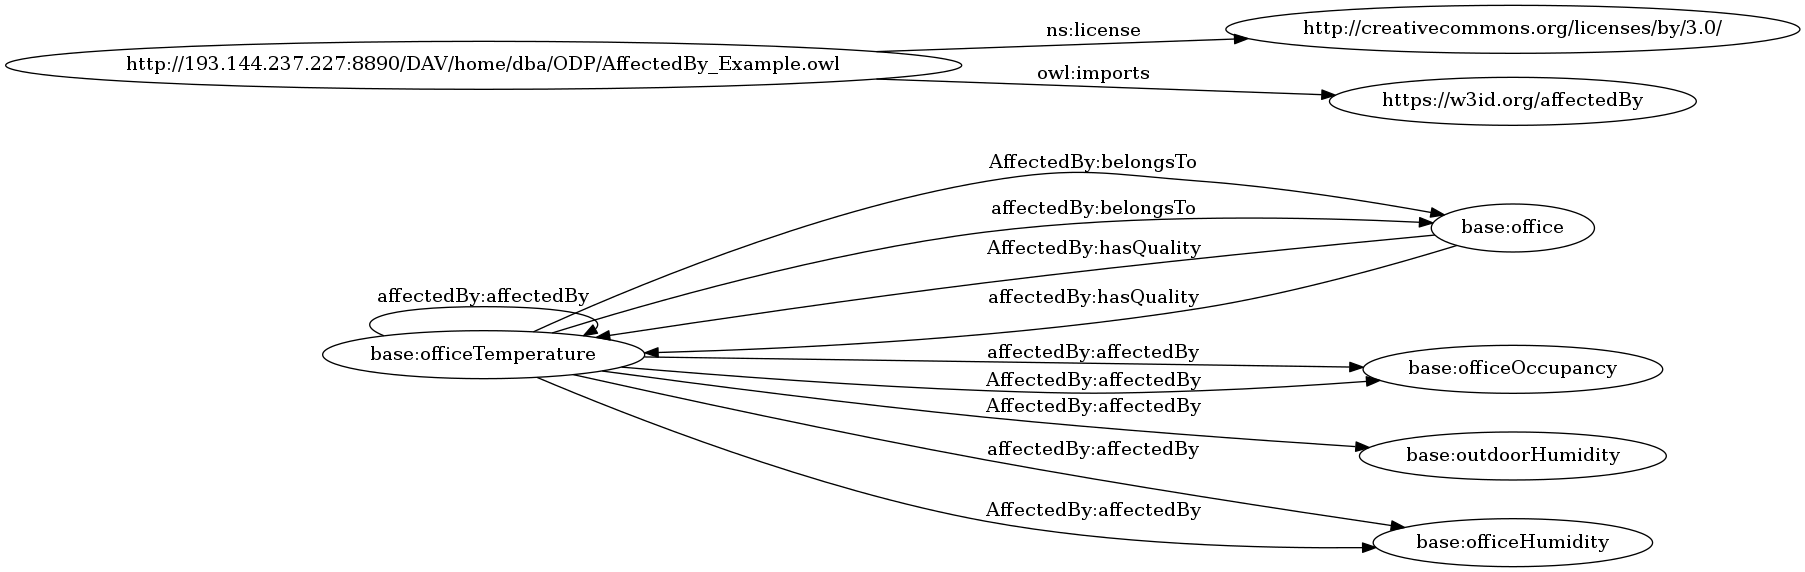 ns:license
http://creativecommons.org/licenses/by/3.0/
http://193.144.237.227:8890/DAV/home/dba/ODP/AffectedBy_Example.owl
owl:imports
https://w3id.org/affectedBy
AffectedBy:belongsTo
affectedBy:belongsTo
base:office
AffectedBy:hasQuality
affectedBy:affectedBy
affectedBy:hasQuality
base:officeTemperature
affectedBy:affectedBy
base:officeOccupancy
AffectedBy:affectedBy
AffectedBy:affectedBy
affectedBy:affectedBy
base:outdoorHumidity
AffectedBy:affectedBy
base:officeHumidity